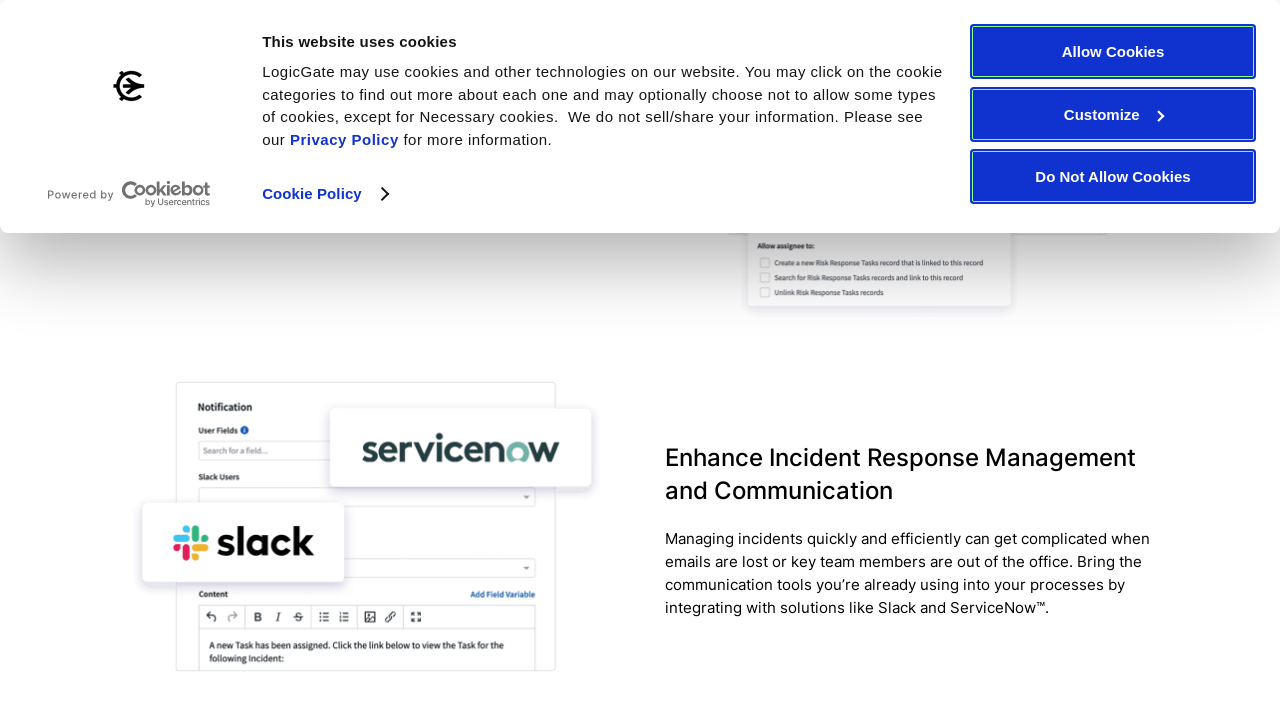 This website uses cookies
LogicGate may use cookies and other technologies on our website. You may click on the cookie
categories to find out more about each one and may optionally choose not to allow some types
of cookies, except for Necessary cookies.  We do not sell/share your information. Please see
our Privacy Policy for more information.
Cookie Policy
Powered by Cookiebot
by Usercentrics
Allow Cookies
Customize
Do Not Allow Cookies
Allow assignee to:
Create a new Risk Response Tasks record that is linked to this record
Search for Risk Response Tasks records and link to this record
Unlink Risk Response Tasks records
Notification
User Fields
Search for a field...
servicenow
Slack Users
slack
Content
Add Field Variable
B I S
A new Task has been assigned. Click the link below to view the Task for the
following Incident:
Enhance Incident Response Management
and Communication
Managing incidents quickly and efficiently can get complicated when
emails are lost or key team members are out of the office. Bring the
communication tools you’re already using into your processes by
integrating with solutions like Slack and ServiceNow™.